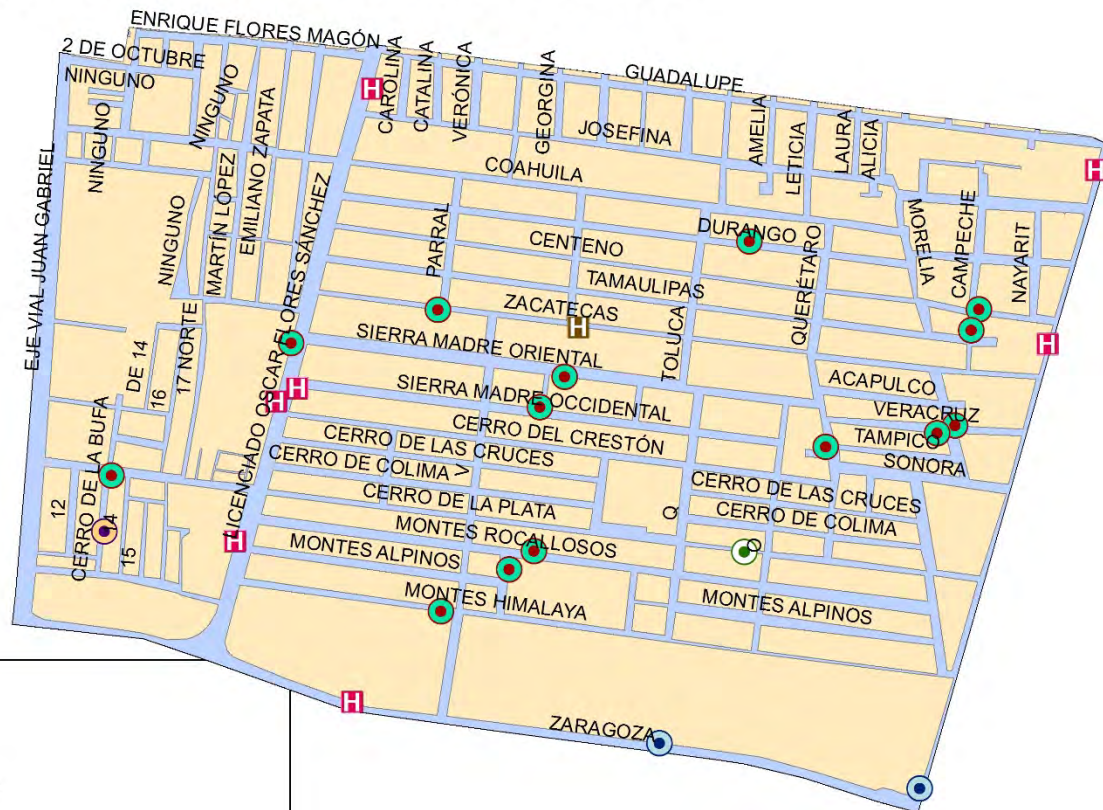 ENRIQUE FLORES MAGÓN
2 DE OCTUBRE
NINGUNO
GUADALUPE
CAROLINA
CATALINA
VERÓNICA
GEORGINA
JOSEFINA
AMELIA
LETICIA
LAURA
ALICIA
NINGUNO
NINGUNO
EMILIANO ZAPATA
MARTÍN LÓPEZ
NINGUNO
COAHUILA
EJE VIAL JUAN GABRIEL
LICENCIADO OSCAR FLORES SÁNCHEZ
PARRAL
CENTENO
DURANGO
TAMAULIPAS
ZACATECAS
TOLUCA
QUERÉTARO
MORELIA
CAMPECHE
NAYARIT
H
H
H
H
H
H
H
H
SIERRA MADRE ORIENTAL
SIERRA MADRE OCCIDENTAL
CERRO DEL CRESTÓN
CERRO DE LAS CRUCES
CERRO DE COLIMA
V
CERRO DE LA PLATA
MONTES ROCALLOSOS
MONTES ALPINOS
MONTES HIMALAYA
ACAPULCO
VERACRUZ
TAMPICO
SONORA
CERRO DE LAS CRUCES
CERRO DE COLIMA
Q
O
MONTES ALPINOS
DE 14
16
17 NORTE
CERRO DE LA BUFA
12
14
15
ZARAGOZA